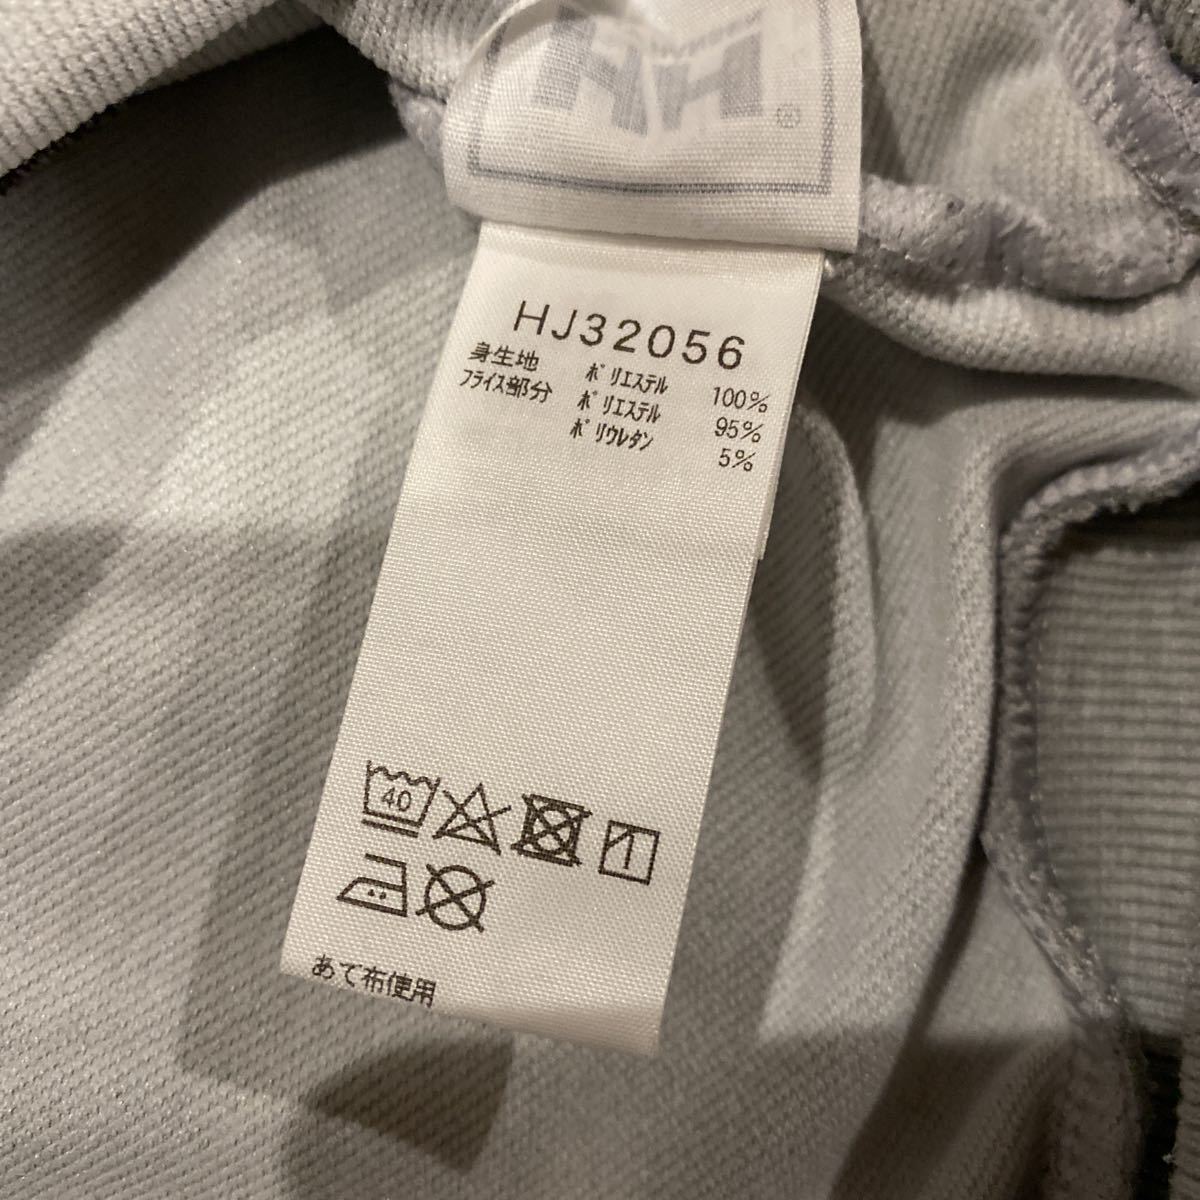 HH®
HJ32056
身生地 ポリエステル 100%
フライス部分 ポリエステル 95%
ポリウレタン 5%
40
あて布使用